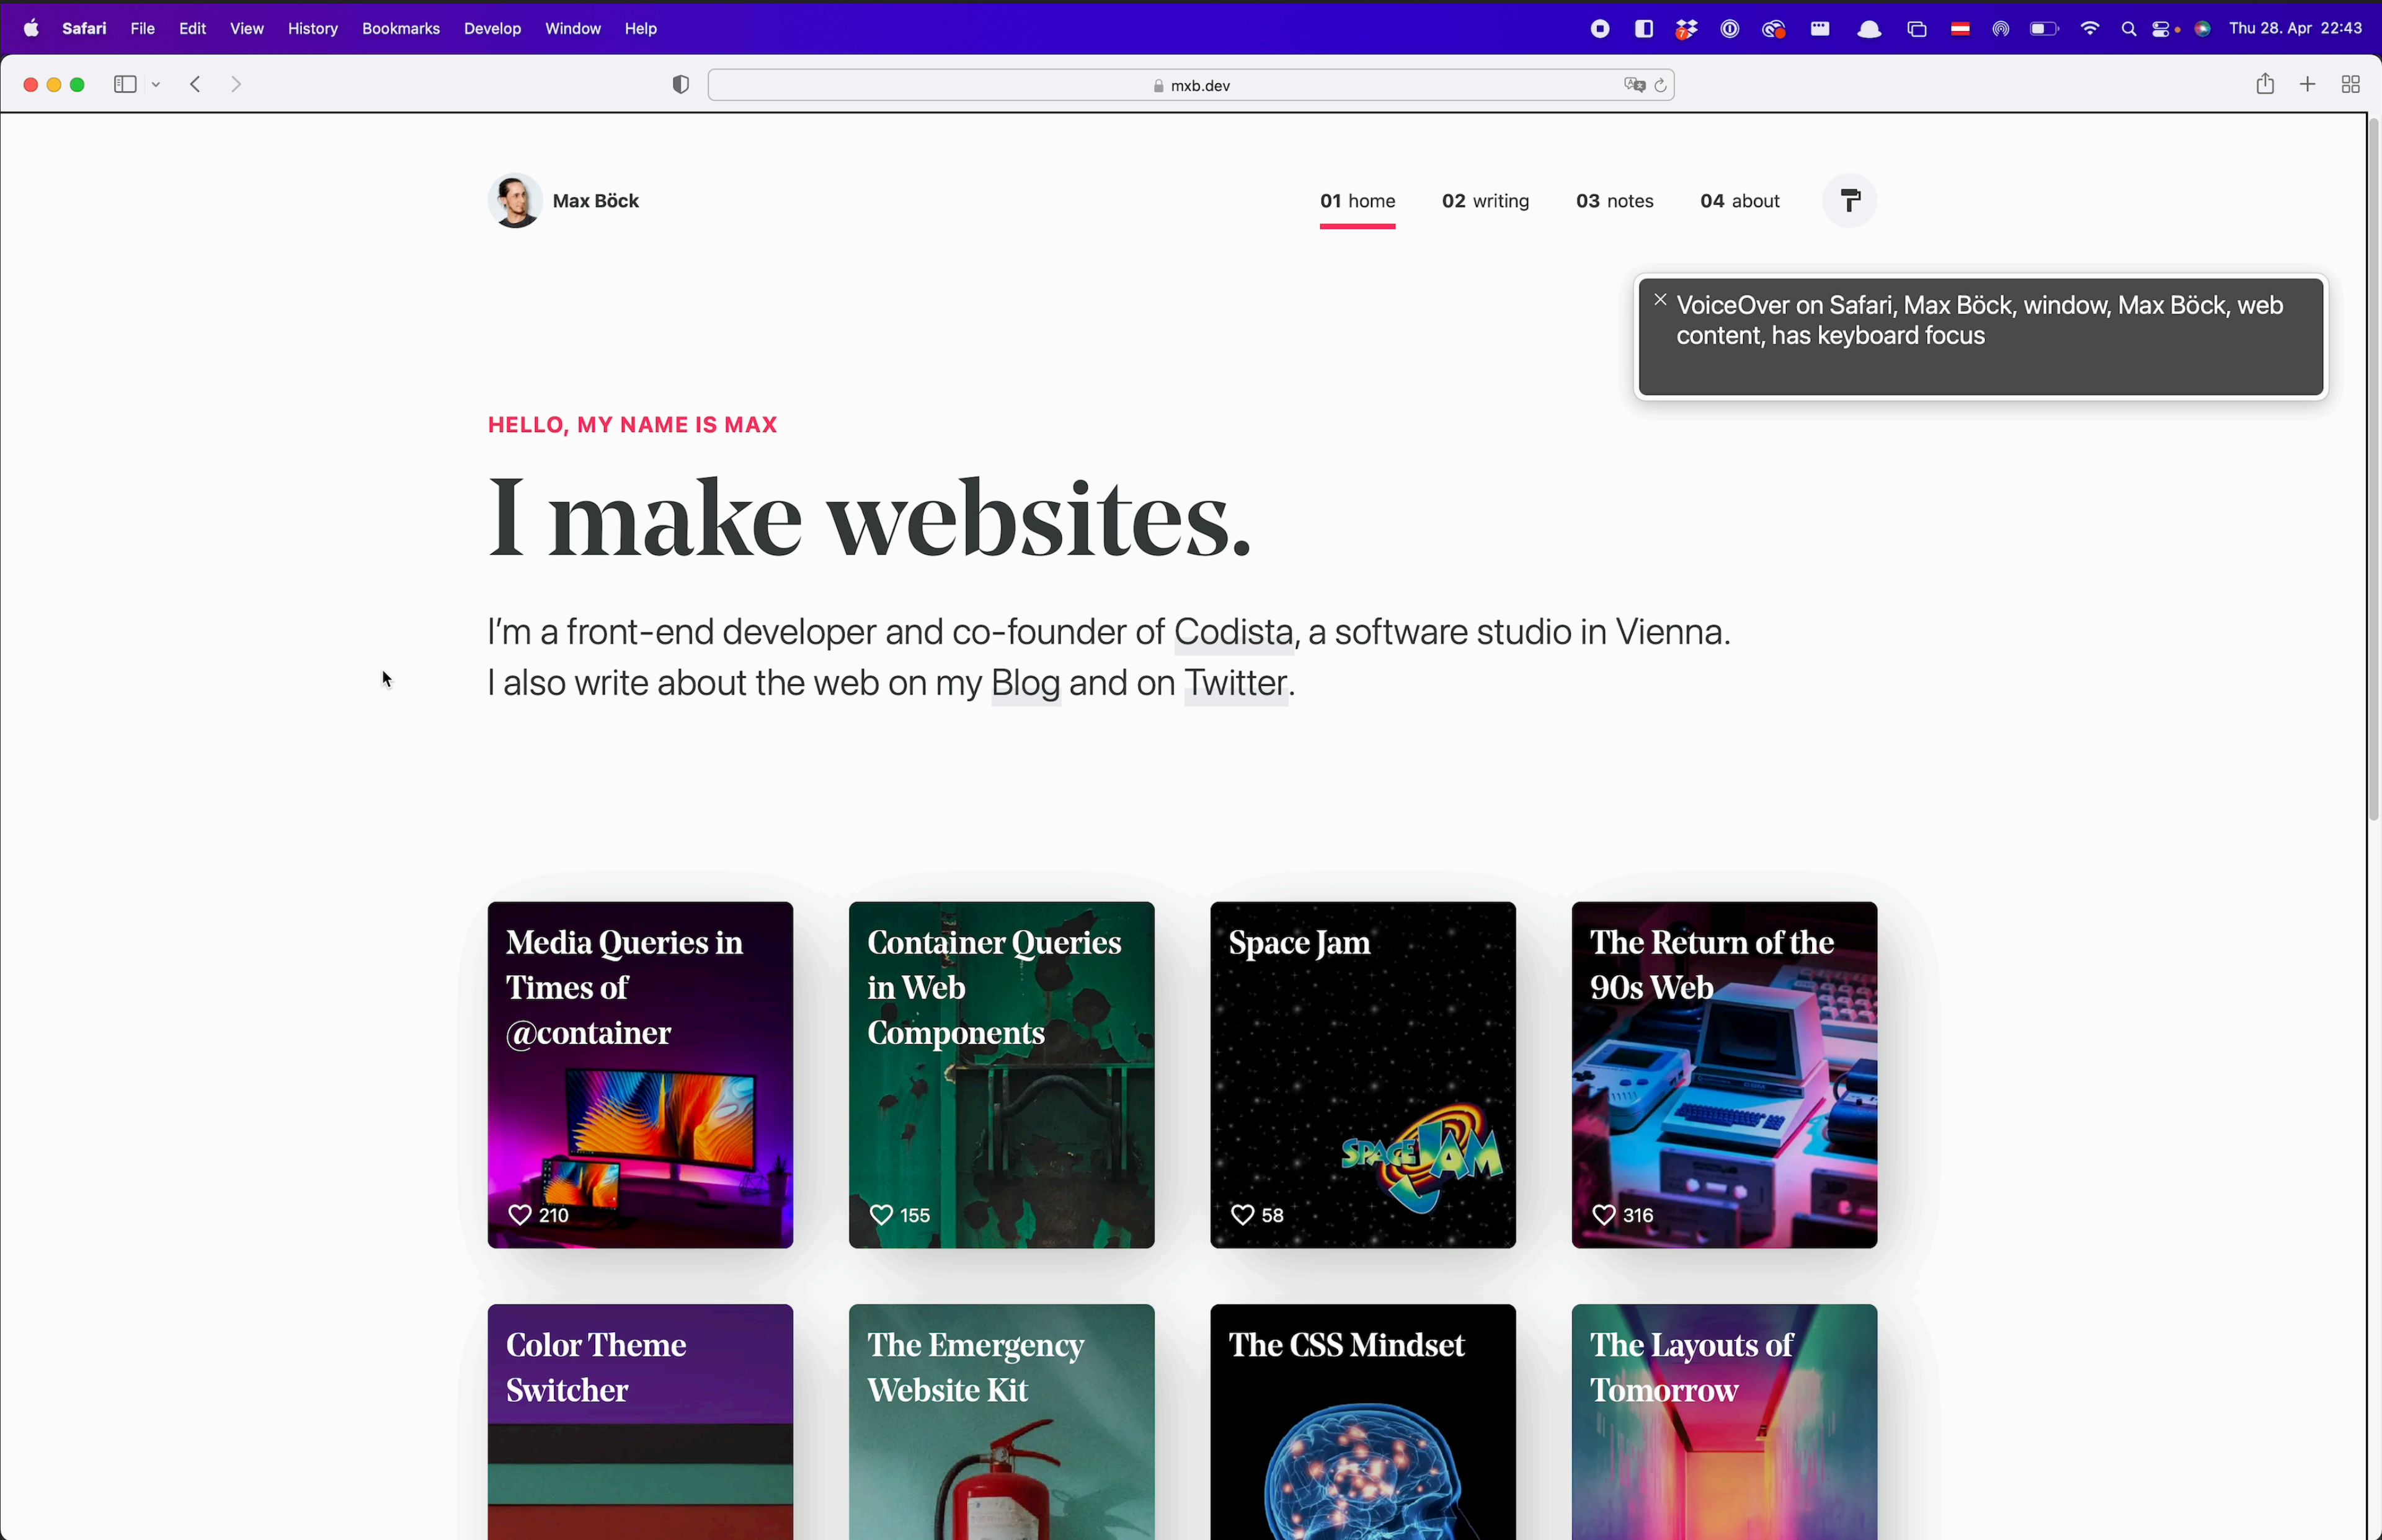 Safari File Edit View History Bookmarks Develop Window Help
7
Thu 28. Apr 22:43
mxb.dev
Max Böck
01 home 02 writing 03 notes 04 about
VoiceOver on Safari, Max Böck, window, Max Böck, web
content, has keyboard focus
HELLO, MY NAME IS MAX
I make websites.
I'm a front-end developer and co-founder of Codista, a software studio in Vienna.
I also write about the web on my Blog and on Twitter.
Media Queries in
Times of
@container
210
Container Queries
in Web
Components
155
Space Jam
SPACE JAM
58
The Return of the
90s Web
316
Color Theme
Switcher
The Emergency
Website Kit
The CSS Mindset
The Layouts of
Tomorrow